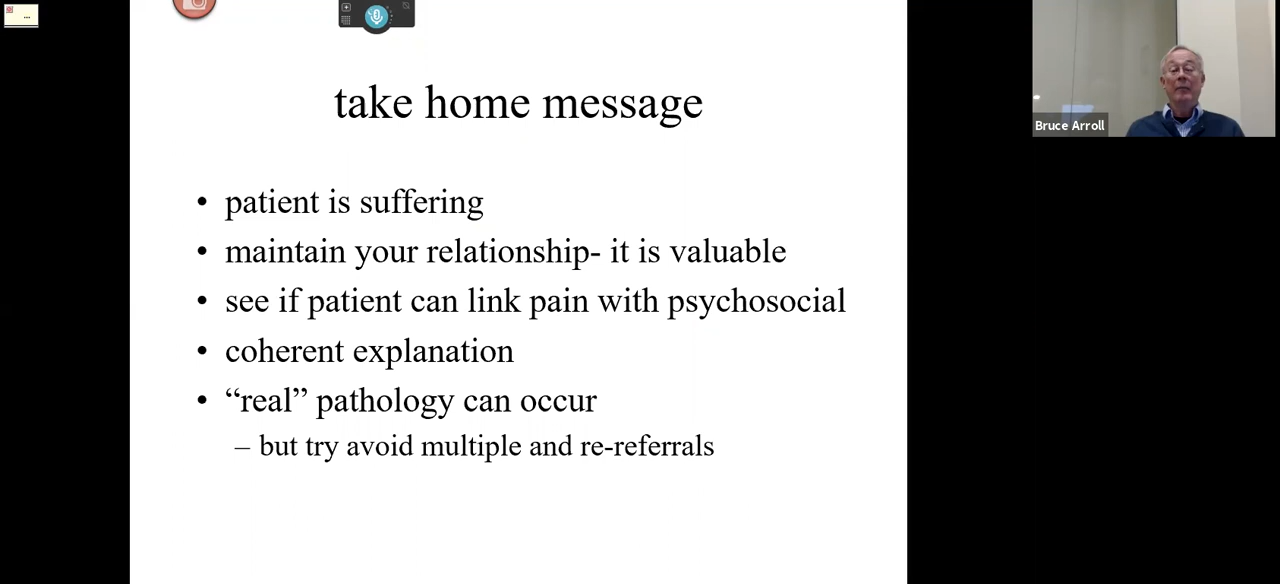 take home message
• patient is suffering
• maintain your relationship- it is valuable
• see if patient can link pain with psychosocial
• coherent explanation
• “real” pathology can occur
– but try avoid multiple and re-referrals
Bruce Arroll